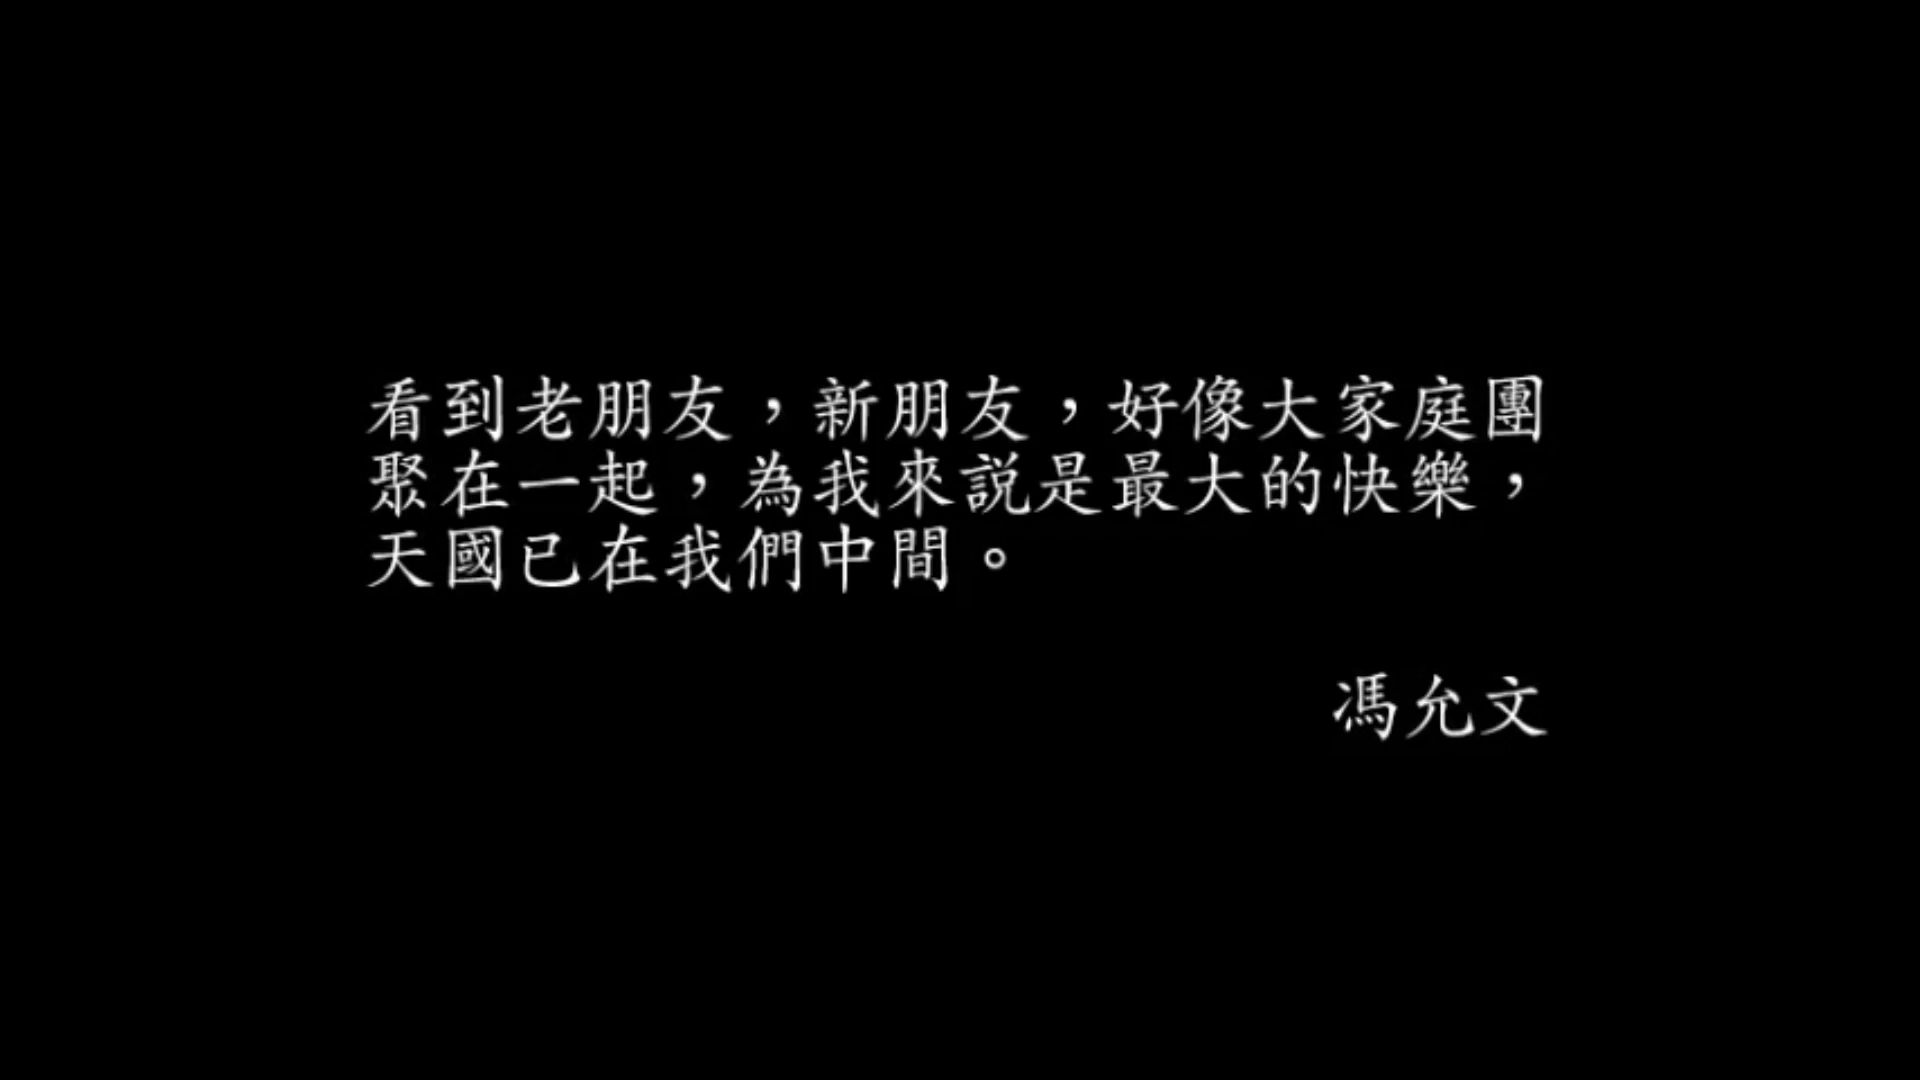 看到老朋友，新朋友，好像大家庭團
聚在一起，為我來説是最大的快樂，
天國已在我們中間。
馮允文